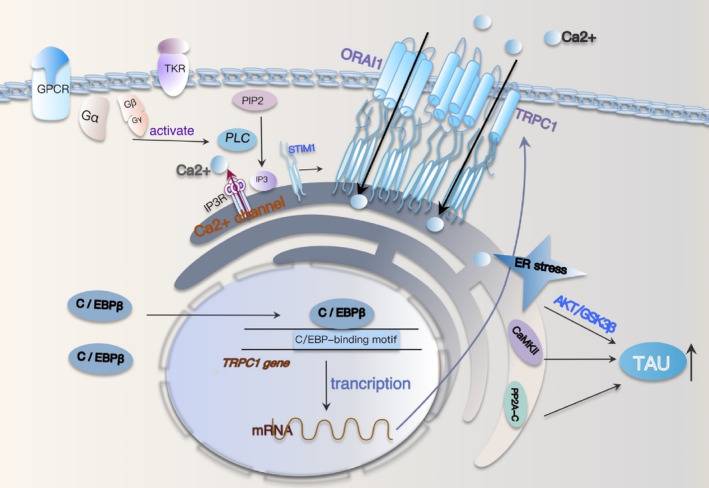 Ca2+
ORAI1
TKR
GPCR
Gα
Gβ
Gγ
activate
PIP2
PLC
TRPC1
STIM1
Ca2+
IP3
IP3R
Ca2+ channel
ER stress
AKT/GSK3β
C / EBPβ
C / EBPβ
C/EBP-binding motif
CaMKII
C / EBPβ
TRPC1 gene
TAU
trancription
PP2A-C
mRNA